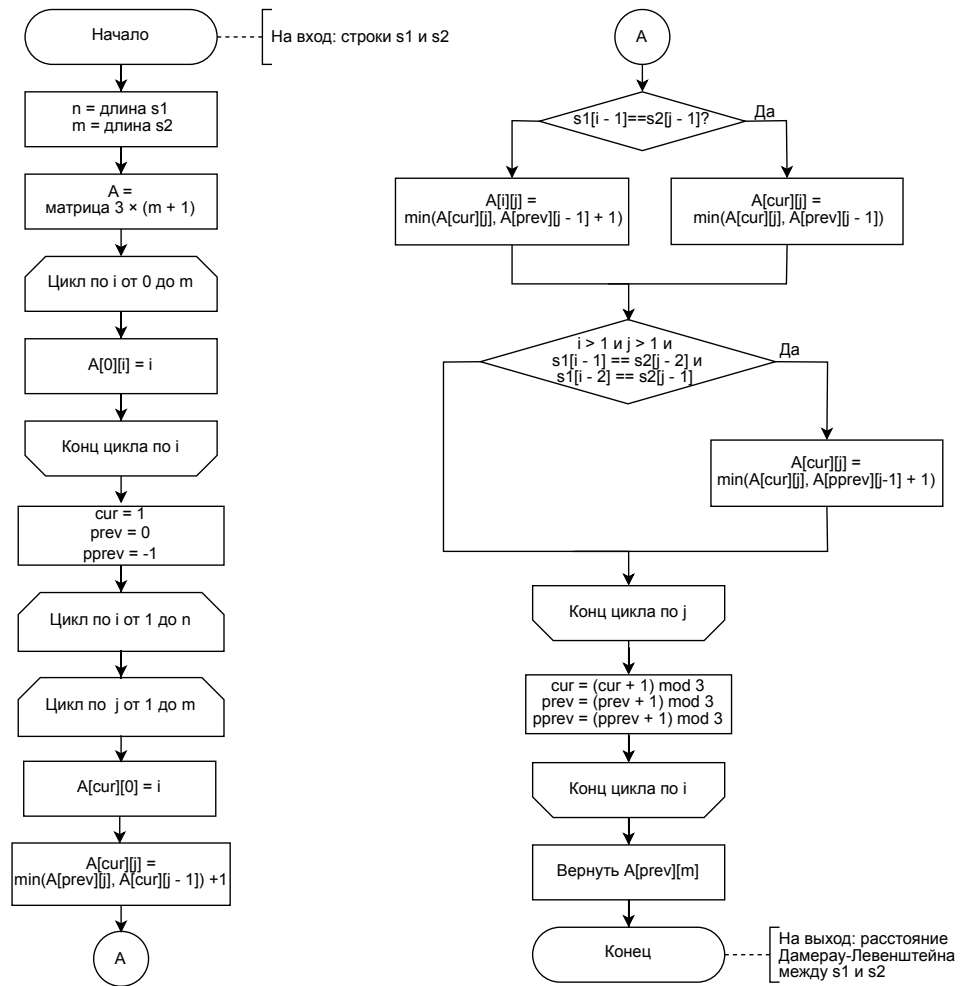 Начало
На вход: строки s1 и s2
n = длина s1
m = длина s2
A =
матрица 3 × (m + 1)
Цикл по i от 0 до m
A[0][i] = i
Конц цикла по i
cur = 1
prev = 0
pprev = -1
Цикл по i от 1 до n
Цикл по j от 1 до m
A[cur][0] = i
A[cur][j] =
min(A[prev][j], A[cur][j - 1]) +1
A
A
s1[i - 1]==s2[j - 1]?
Да
A[i][j] =
min(A[cur][j], A[prev][j - 1] + 1)
A[cur][j] =
min(A[cur][j], A[prev][j - 1])
i > 1 и j > 1 и
s1[i - 1] == s2[j - 2] и
s1[i - 2] == s2[j - 1]
Да
A[cur][j] =
min(A[cur][j], A[pprev][j-1] + 1)
Конц цикла по j
cur = (cur + 1) mod 3
prev = (prev + 1) mod 3
pprev = (pprev + 1) mod 3
Конц цикла по i
Вернуть A[prev][m]
Конец
На выход: расстояние
Дамерау-Левенштейна
между s1 и s2